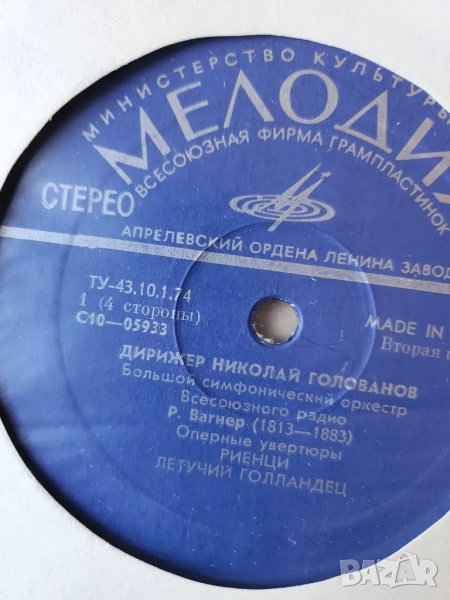 МИНИСТЕРСТВО КУЛЬТУРЫ
МЕЛОДИЯ
ВСЕСОЮЗНАЯ ФИРМА ГРАМПЛАСТИНОК
СТЕРЕО
АПРЕЛЕВСКИЙ ОРДЕНА ЛЕНИНА ЗАВОД
ТУ-43.10.1.74
1 (4 стороны)
С10—05933
MADE IN
Вторая
ДИРИЖЕР НИКОЛАЙ ГОЛОВАНОВ
Большой симфонический оркестр
Всесоюзного радио
Р. Вагнер (1813—1883)
Оперные увертюры
РИЕНЦИ
ЛЕТУЧИЙ ГОЛЛАНДЕЦ
BAZAR